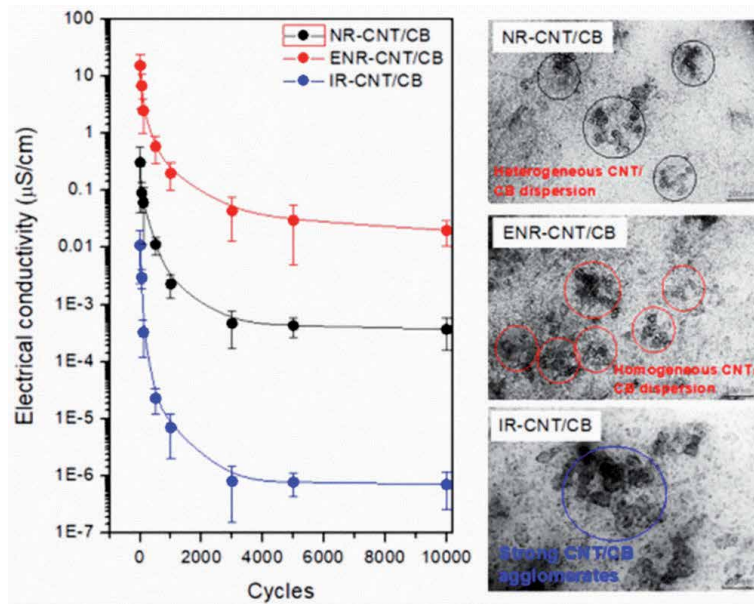 100
10
1
0.1
0.01
1E-3
1E-4
1E-5
1E-6
1E-7
Electrical conductivity (µS/cm)
NR-CNT/CB
ENR-CNT/CB
IR-CNT/CB
0 2000 4000 6000 8000 10000
Cycles
NR-CNT/CB
Heterogeneous CNT/
CB dispersion
ENR-CNT/CB
Homogeneous CNT/
CB dispersion
IR-CNT/CB
Strong CNT/CB
agglomerates